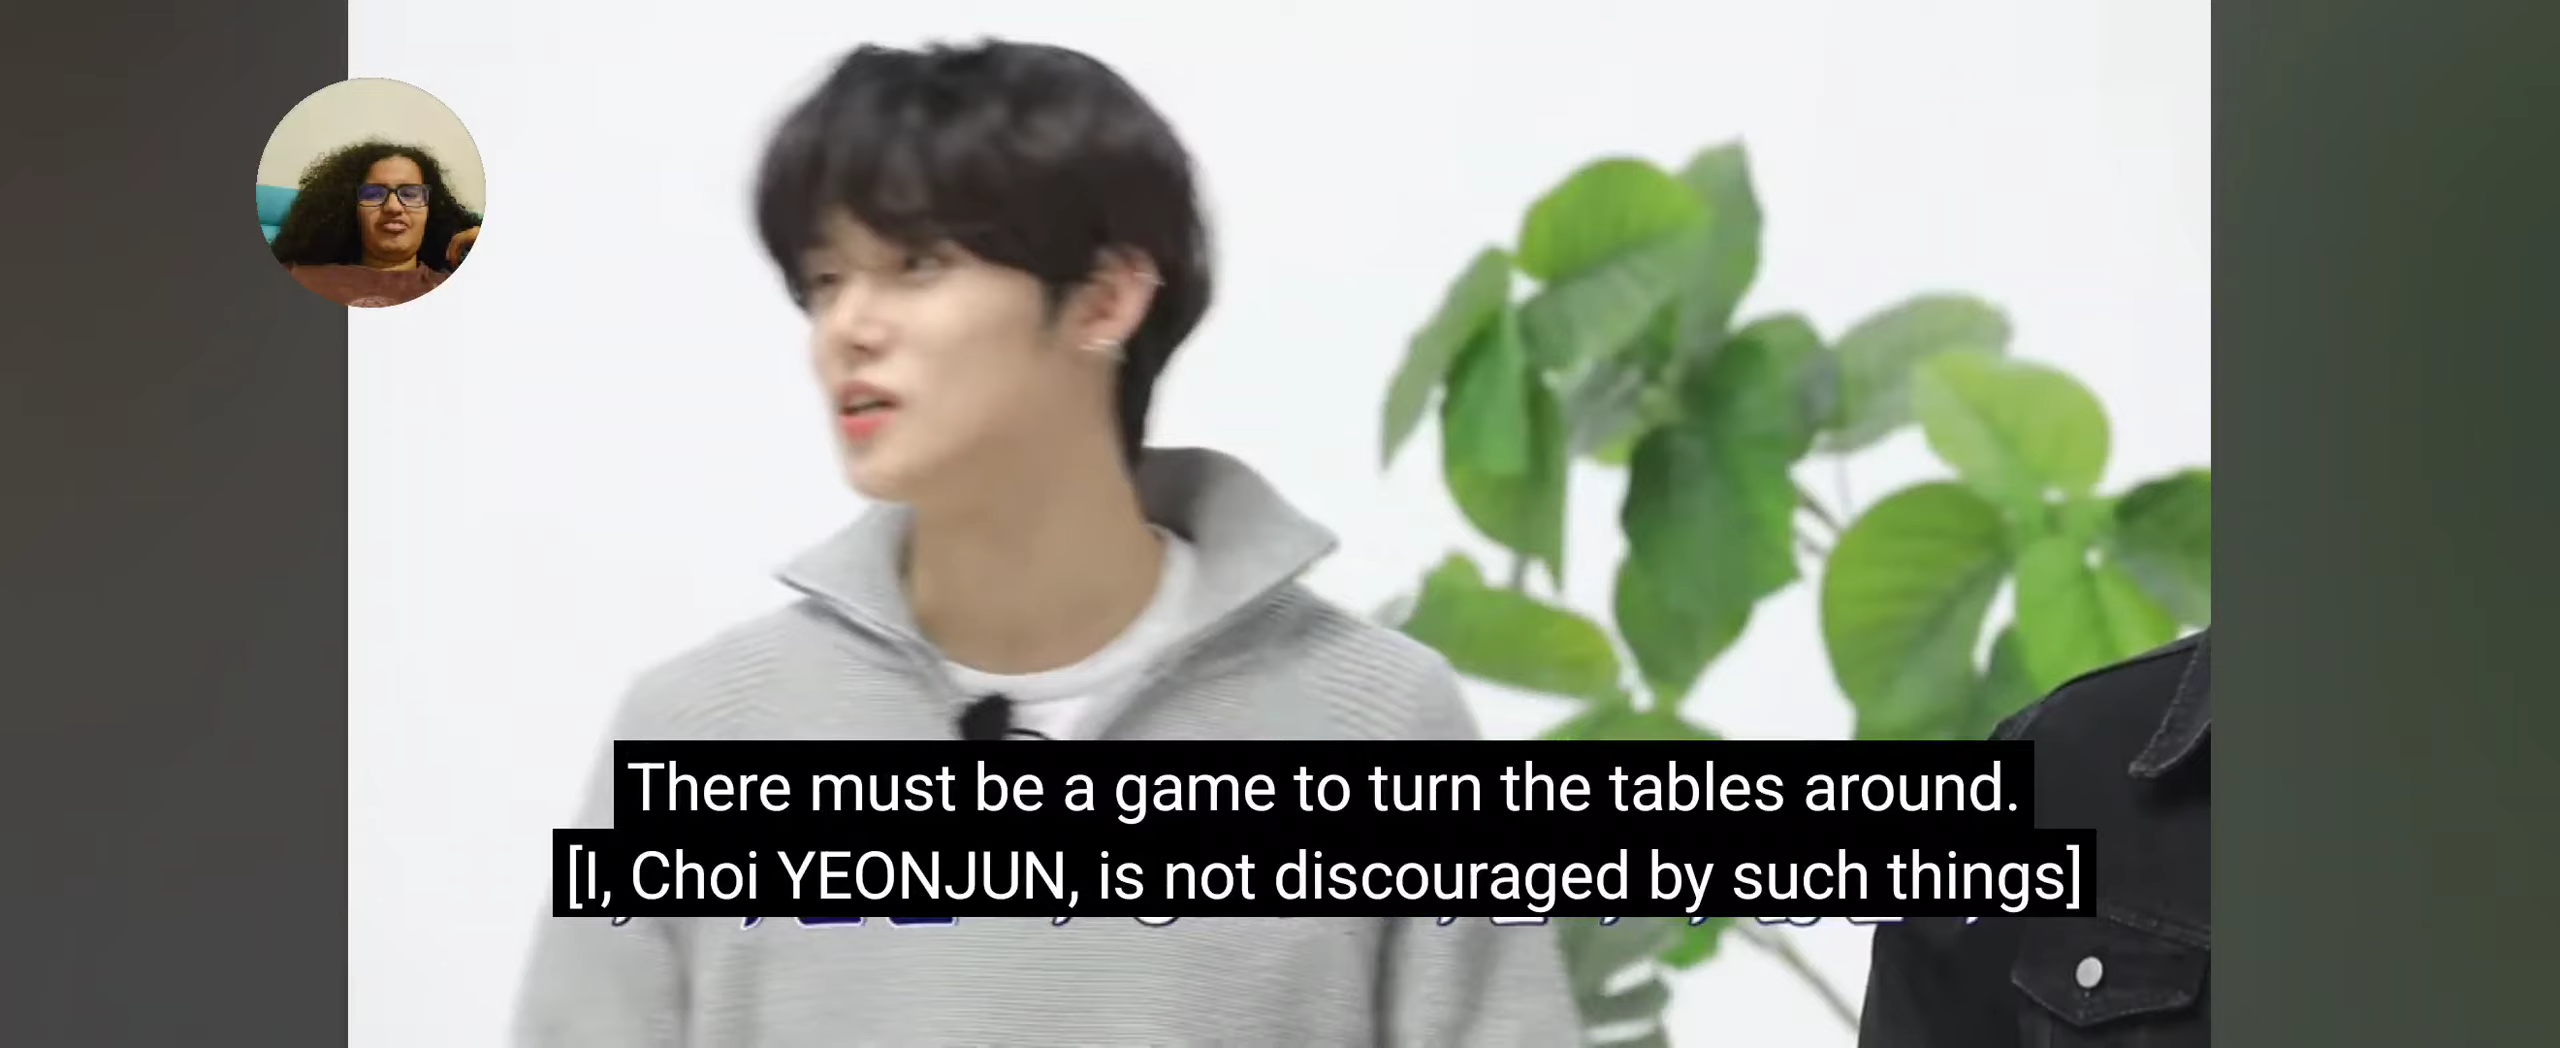 There must be a game to turn the tables around.
[I, Choi YEONJUN, is not discouraged by such things]